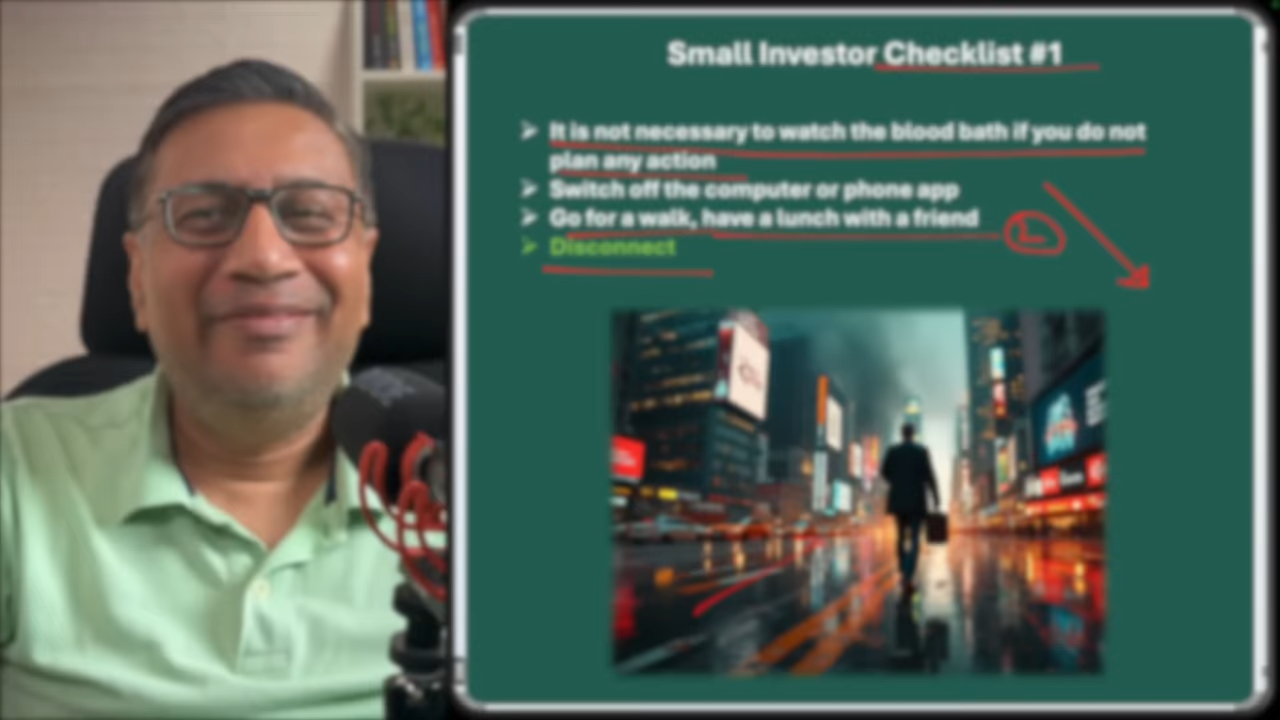 Small Investor Checklist #1
➢ It is not necessary to watch the blood bath if you do not
plan any action
➢ Switch off the computer or phone app
➢ Go for a walk, have a lunch with a friend
➢ Disconnect
L